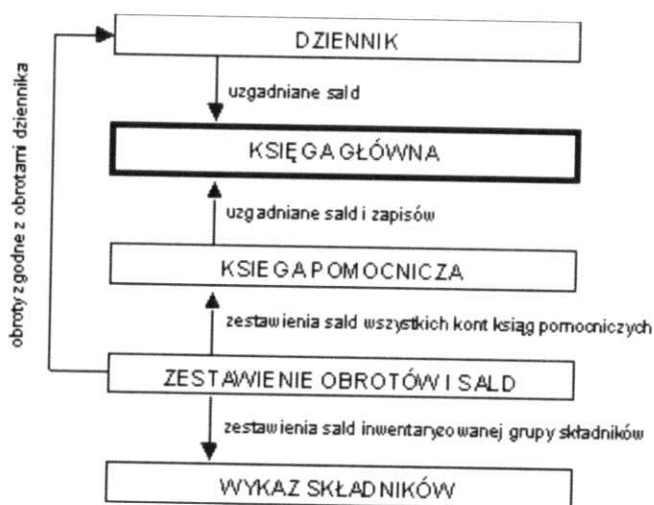 DZIENNIK
uzgadniane sald
KSIĘGA GŁÓWNA
uzgadniane sald i zapisów
KSIEGA POMOCNICZA
zestawienia sald wszystkich kont ksiąg pomocniczych
ZESTAWIENIE OBROTÓW I SALD
zestawienia sald inwentaryzowanej grupy składników
WYKAZ SKŁADNIKÓW
obroty zgodne z obrotami dziennika